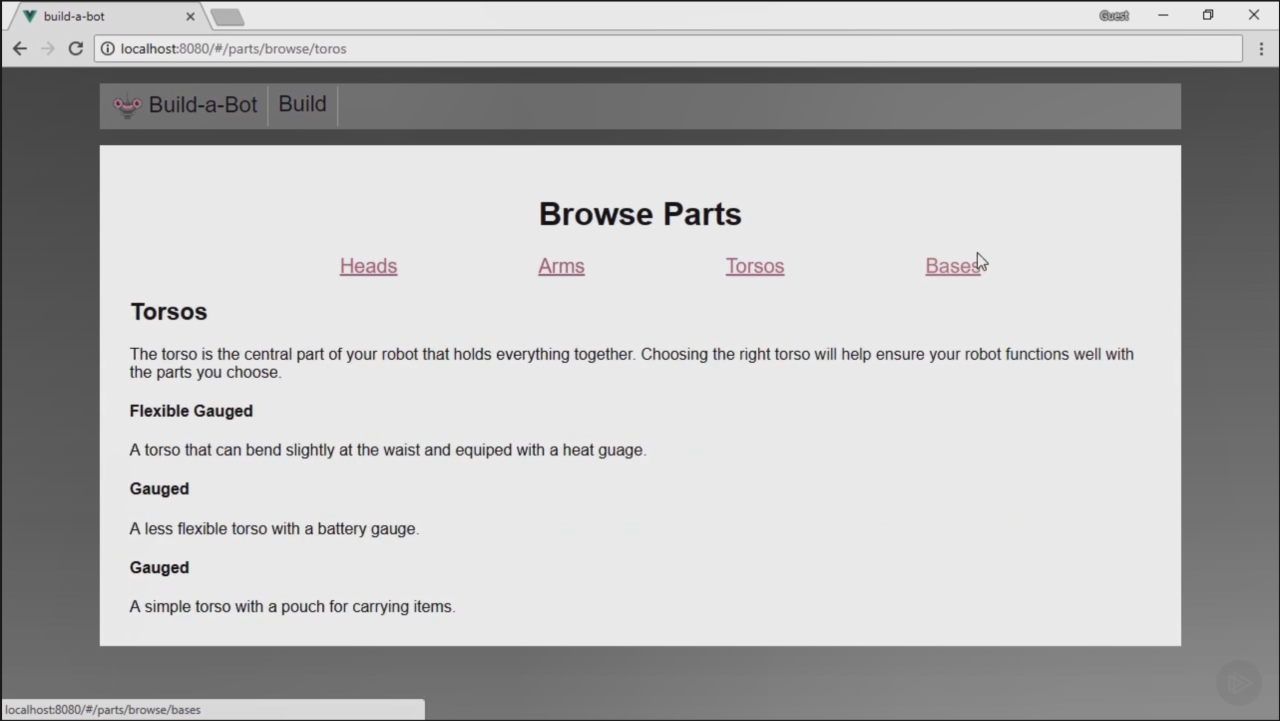 build-a-bot
Guest
localhost:8080/#/parts/browse/toros
Build-a-Bot
Build
Browse Parts
Heads
Arms
Torsos
Bases
Torsos
The torso is the central part of your robot that holds everything together. Choosing the right torso will help ensure your robot functions well with
the parts you choose.
Flexible Gauged
A torso that can bend slightly at the waist and equiped with a heat guage.
Gauged
A less flexible torso with a battery gauge.
Gauged
A simple torso with a pouch for carrying items.
localhost:8080/#/parts/browse/bases